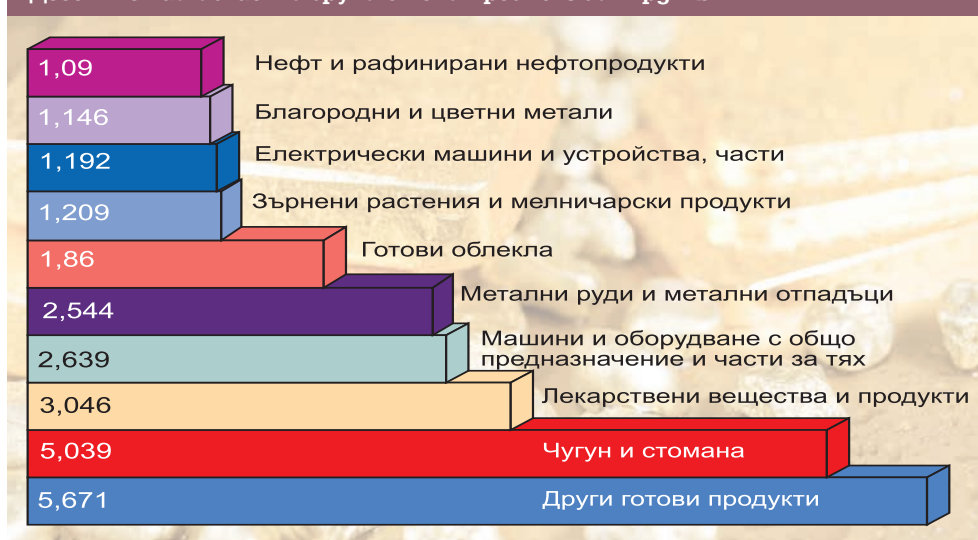 1,09 Нефт и рафинирани нефтопродукти
1,146 Благородни и цветни метали
1,192 Електрически машини и устройства, части
1,209 Зърнени растения и мелничарски продукти
1,86 Готови облекла
2,544 Метални руди и метални отпадъци
2,639 Машини и оборудване с общо
предназначение и части за тях
3,046 Лекарствени вещества и продукти
5,039 Чугун и стомана
5,671 Други готови продукти